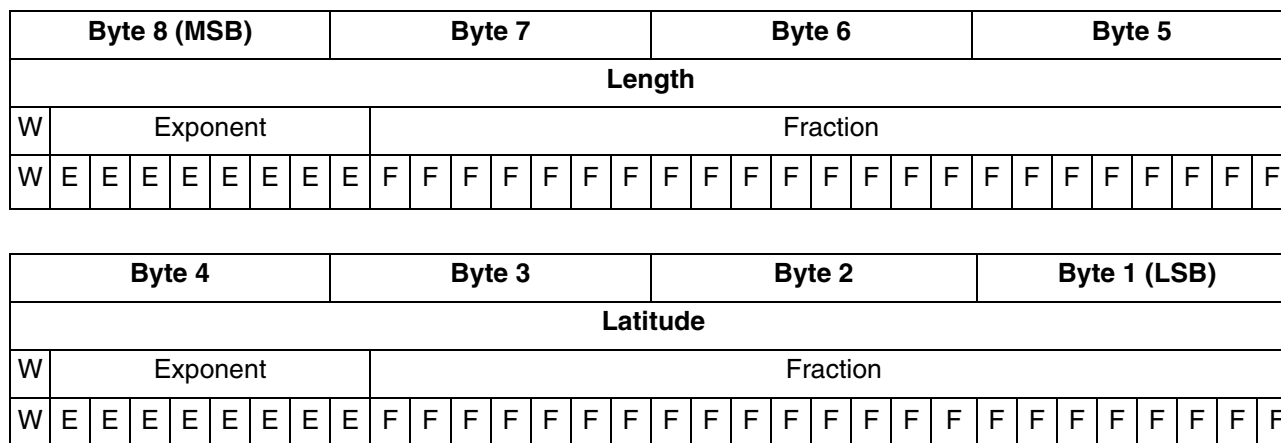 Byte 8 (MSB) Byte 7 Byte 6 Byte 5
Length
W Exponent Fraction
W E E E E E E E E F F F F F F F F F F F F F F F F F F F F F F F
Byte 4 Byte 3 Byte 2 Byte 1 (LSB)
Latitude
W Exponent Fraction
W E E E E E E E E F F F F F F F F F F F F F F F F F F F F F F F